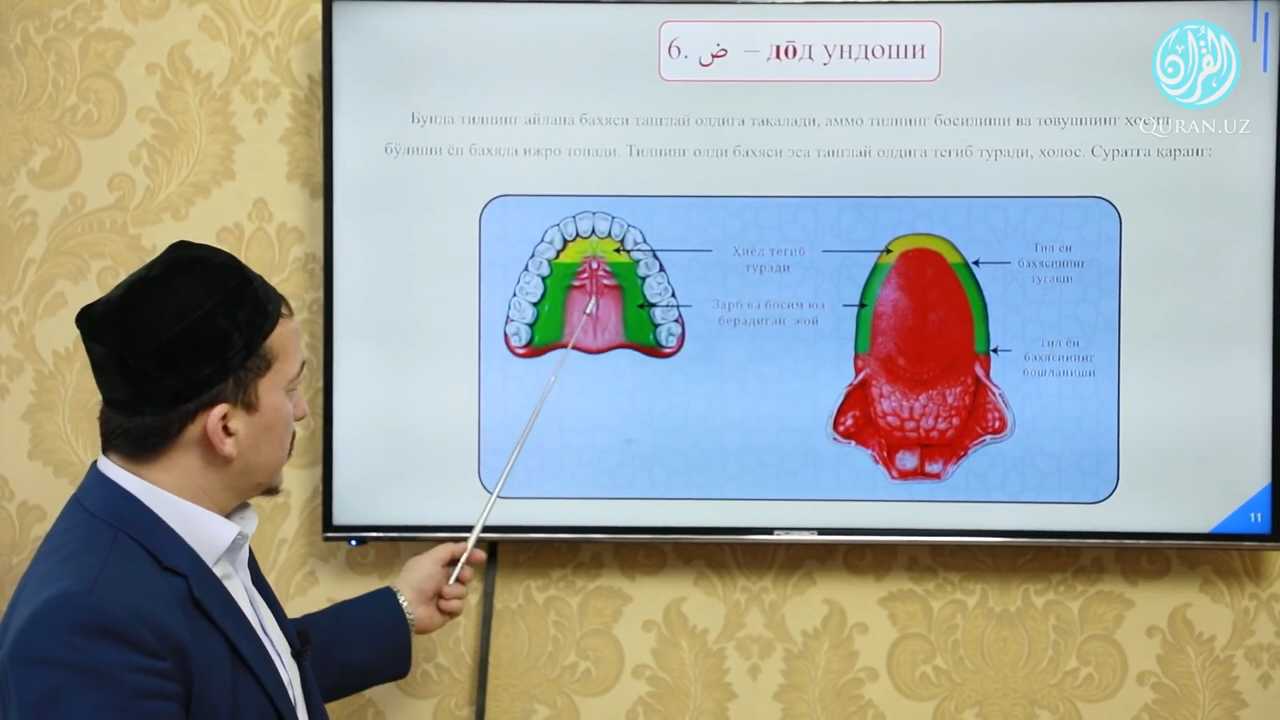 6. ض – дōд ундоши
القرآن
QURAN.UZ
Бунда тилнинг айлана бахяси танглай олдига тақалади, аммо тилнинг босилиши ва товушнинг ҳосил
бўлиши ён бахяда ижро топади. Тилнинг олди бахяси эса танглай олдига тегиб туради, холос. Суратга қаранг:
Хиёл тегиб
туради
Зарб ва босим юз
берадиган жой
Тил ён
бахясининг
тугаши
Тил ён
бахясининг
бошланиши
11